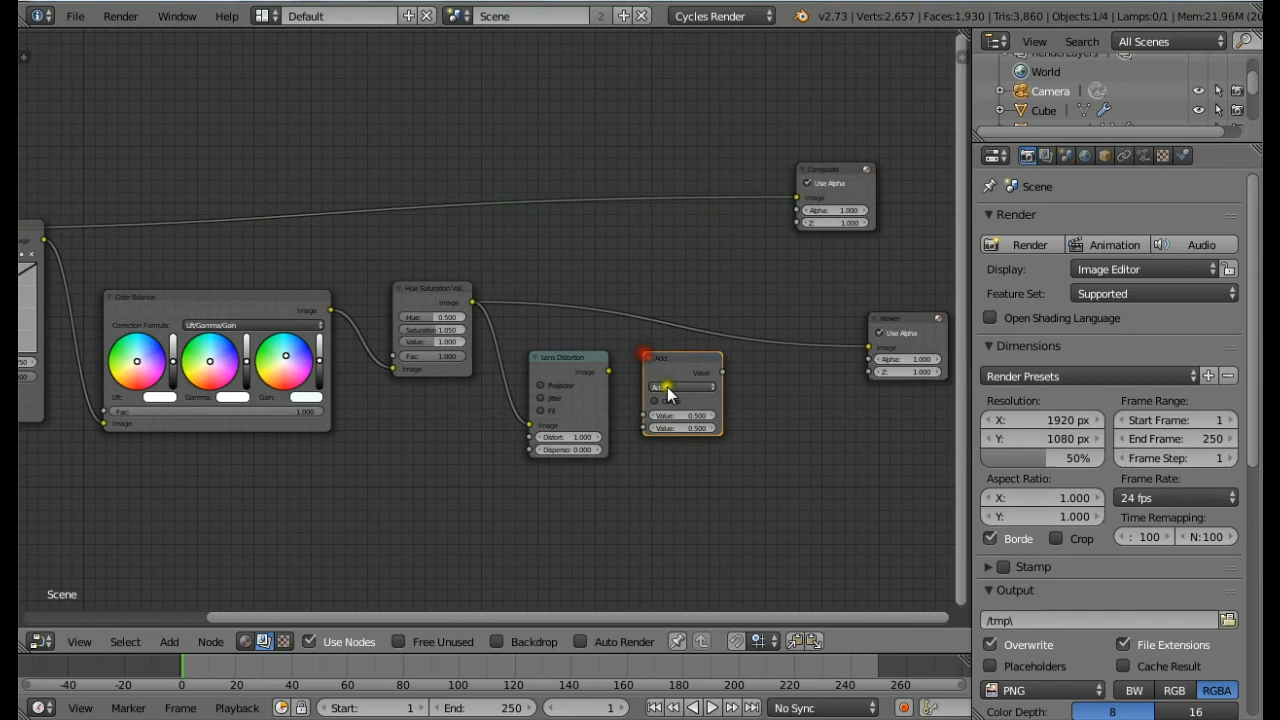 File Render Window Help Default Scene 2 Cycles Render v2.73 | Verts:2,657 | Faces:1,930 | Tris:3,860 | Objects:1/4 | Lamps:0/1 | Mem:21.96M
View Search All Scenes
RenderLayers
World
Camera
Cube
Scene
Render
Render Animation Audio
Display: Image Editor
Feature Set: Supported
Open Shading Language
Dimensions
Render Presets
Resolution: Frame Range:
X: 1920 px Start Frame: 1
Y: 1080 px End Frame: 250
50% Frame Step: 1
Aspect Ratio: Frame Rate:
X: 1.000 24 fps
Y: 1.000 Time Remapping:
Borde Crop : 100 N:100
Stamp
Output
/tmp\
Overwrite File Extensions
Placeholders Cache Result
PNG BW RGB RGBA
Color Depth: 8 16
Composite
Use Alpha
Image
Alpha: 1.000
Z: 1.000
Color Balance
Image
Correction Formula: Lift/Gamma/Gain
Lift: Gamma: Gain:
Fac: 1.000
Image
Hue Saturation Val...
Image
Hue: 0.500
Saturation:1.050
Value: 1.000
Fac: 1.000
Image
Lens Distortion
Image
Projector
Jitter
Fit
Image
Distort: 1.000
Disperse: 0.000
Add
Value
Add
Value: 0.500
Value: 0.500
Viewer
Use Alpha
Image
Alpha: 1.000
Z: 1.000
Scene
View Select Add Node Use Nodes Free Unused Backdrop Auto Render
-40 -20 0 20 40 60 80 100 120 140 160 180 200 220 240 260
View Marker Frame Playback Start: 1 End: 250 1 No Sync